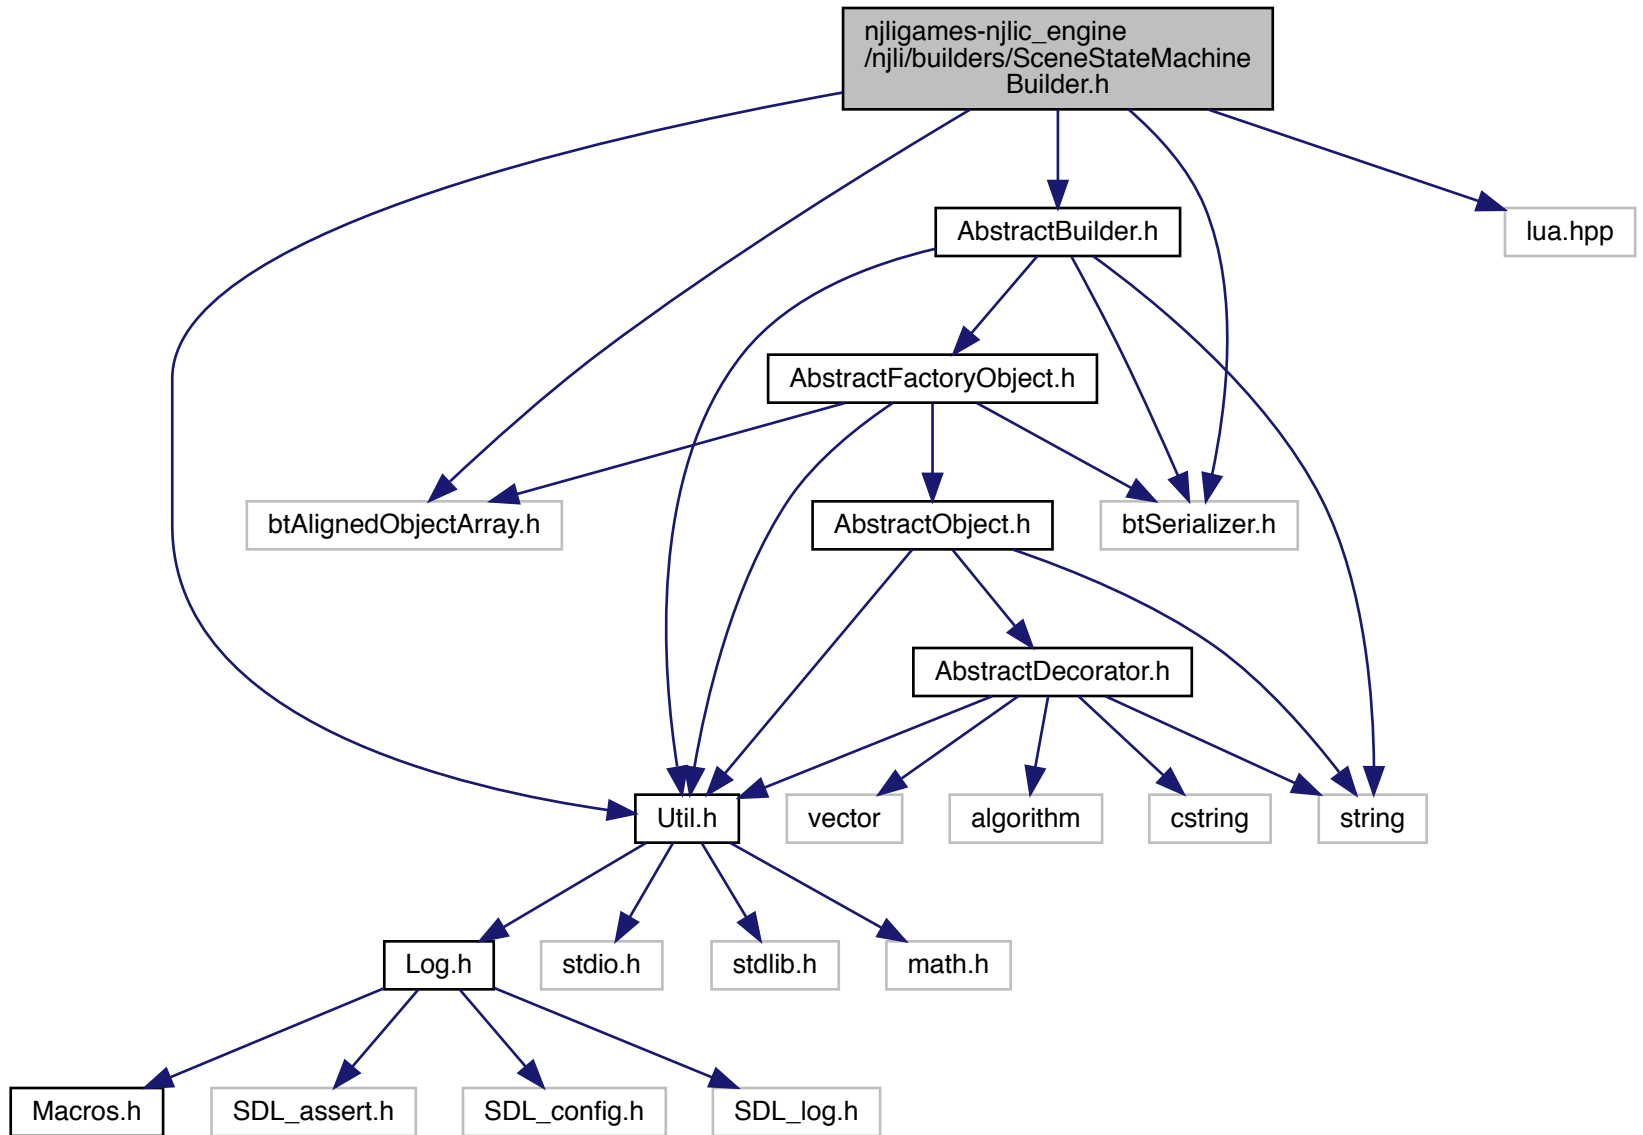 njligames-njlic_engine
/njli/builders/SceneStateMachine
Builder.h
AbstractBuilder.h
lua.hpp
AbstractFactoryObject.h
btAlignedObjectArray.h
AbstractObject.h
btSerializer.h
AbstractDecorator.h
Util.h
vector
algorithm
cstring
string
Log.h
stdio.h
stdlib.h
math.h
Macros.h
SDL_assert.h
SDL_config.h
SDL_log.h